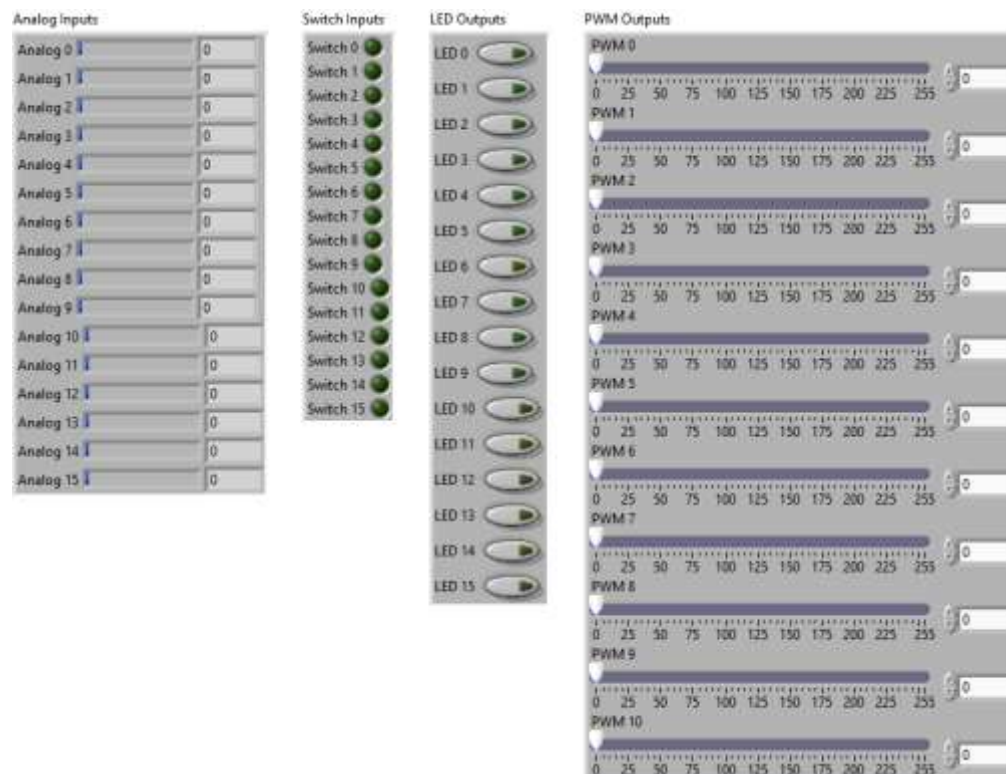 Analog Inputs
Analog 0 0
Analog 1 0
Analog 2 0
Analog 3 0
Analog 4 0
Analog 5 0
Analog 6 0
Analog 7 0
Analog 8 0
Analog 9 0
Analog 10 0
Analog 11 0
Analog 12 0
Analog 13 0
Analog 14 0
Analog 15 0
Switch Inputs
Switch 0
Switch 1
Switch 2
Switch 3
Switch 4
Switch 5
Switch 6
Switch 7
Switch 8
Switch 9
Switch 10
Switch 11
Switch 12
Switch 13
Switch 14
Switch 15
LED Outputs
LED 0
LED 1
LED 2
LED 3
LED 4
LED 5
LED 6
LED 7
LED 8
LED 9
LED 10
LED 11
LED 12
LED 13
LED 14
LED 15
PWM Outputs
PWM 0
0
0 25 50 75 100 125 150 175 200 225 255
PWM 1
0
0 25 50 75 100 125 150 175 200 225 255
PWM 2
0
0 25 50 75 100 125 150 175 200 225 255
PWM 3
0
0 25 50 75 100 125 150 175 200 225 255
PWM 4
0
0 25 50 75 100 125 150 175 200 225 255
PWM 5
0
0 25 50 75 100 125 150 175 200 225 255
PWM 6
0
0 25 50 75 100 125 150 175 200 225 255
PWM 7
0
0 25 50 75 100 125 150 175 200 225 255
PWM 8
0
0 25 50 75 100 125 150 175 200 225 255
PWM 9
0
0 25 50 75 100 125 150 175 200 225 255
PWM 10
0
0 25 50 75 100 125 150 175 200 225 255